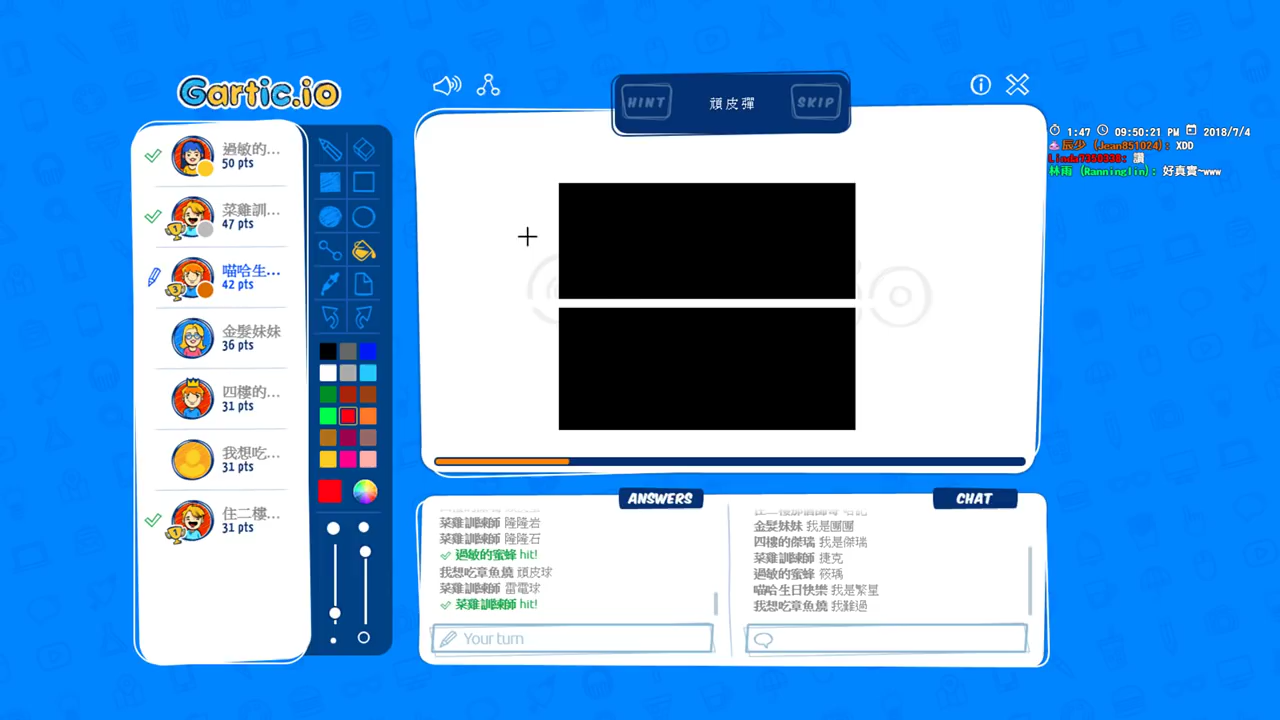 Gartic.io
HINT
頑皮彈
SKIP
1:47 09:50:21 PM 2018/7/4
辰少 (Jean851024): XDD
Linda7350338: 讚
林雨 (Ranninglin): 好真實~www
過敏的...
50 pts
菜雞訓...
47 pts
喵哈生...
42 pts
金髮妹妹
36 pts
四樓的...
31 pts
我想吃...
31 pts
住二樓...
31 pts
ANSWERS
菜雞訓練師 隆隆岩
菜雞訓練師 隆隆石
過敏的蜜蜂 hit!
我想吃章魚燒 頑皮球
菜雞訓練師 雷電球
菜雞訓練師 hit!
Your turn
CHAT
金髮妹妹 我是團團
四樓的傑瑞 我是傑瑞
菜雞訓練師 捷克
過敏的蜜蜂 筱瑀
喵哈生日快樂 我是繁星
我想吃章魚燒 我難過